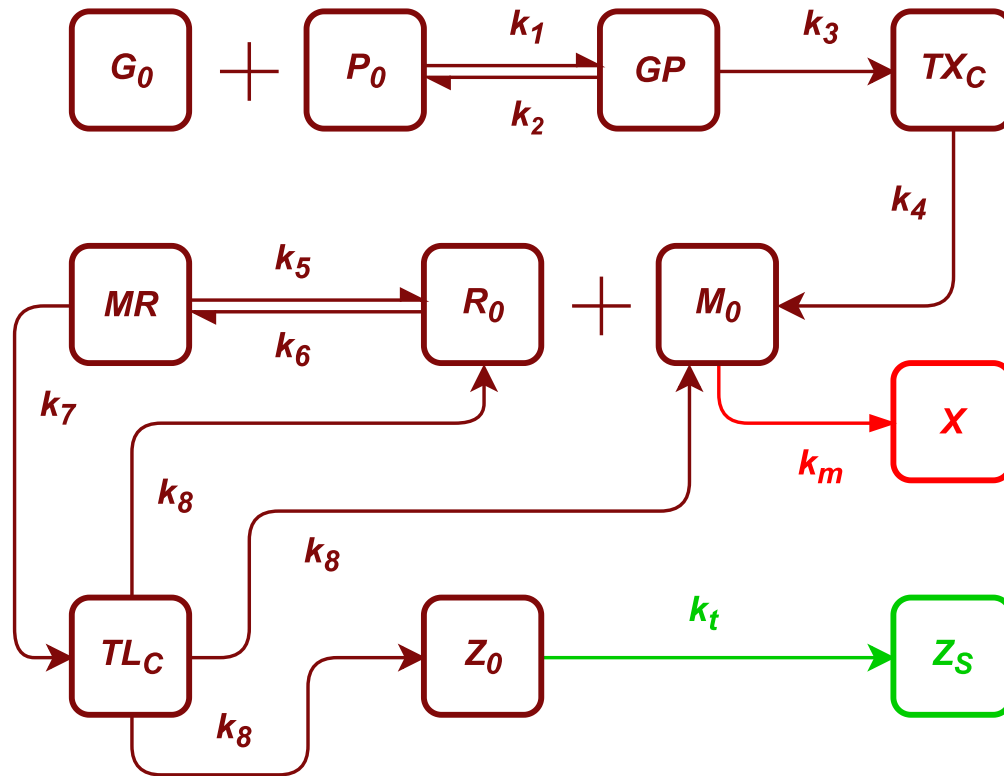 k1
k3
G0 + P0 GP TXC
k2
k4
k5
MR R0 + M0
k6
k7
X
km
k8
k8
kt
TLC Z0 ZS
k8